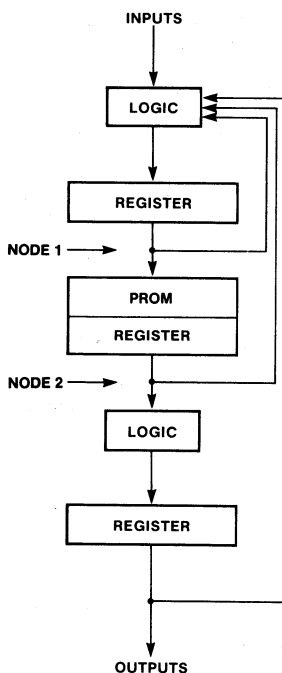 INPUTS
LOGIC
REGISTER
NODE 1
PROM
REGISTER
NODE 2
LOGIC
REGISTER
OUTPUTS